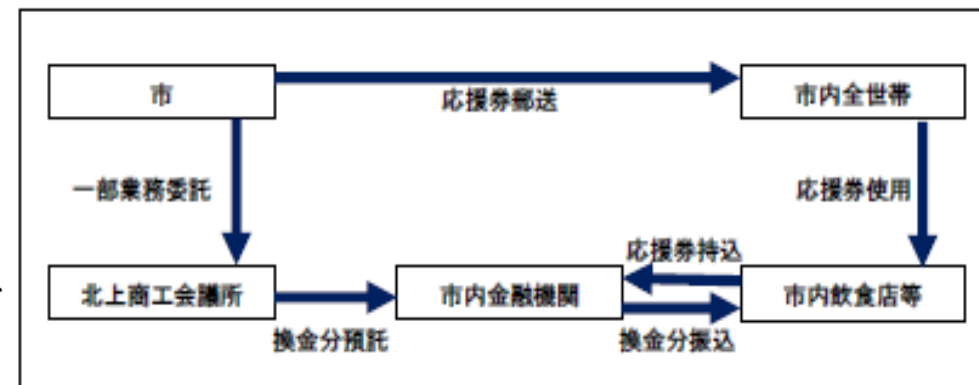 市
応援券郵送
市内全世帯
一部業務委託
応援券使用
応援券持込
北上商工会議所
市内金融機関
市内飲食店等
換金分預託
換金分振込